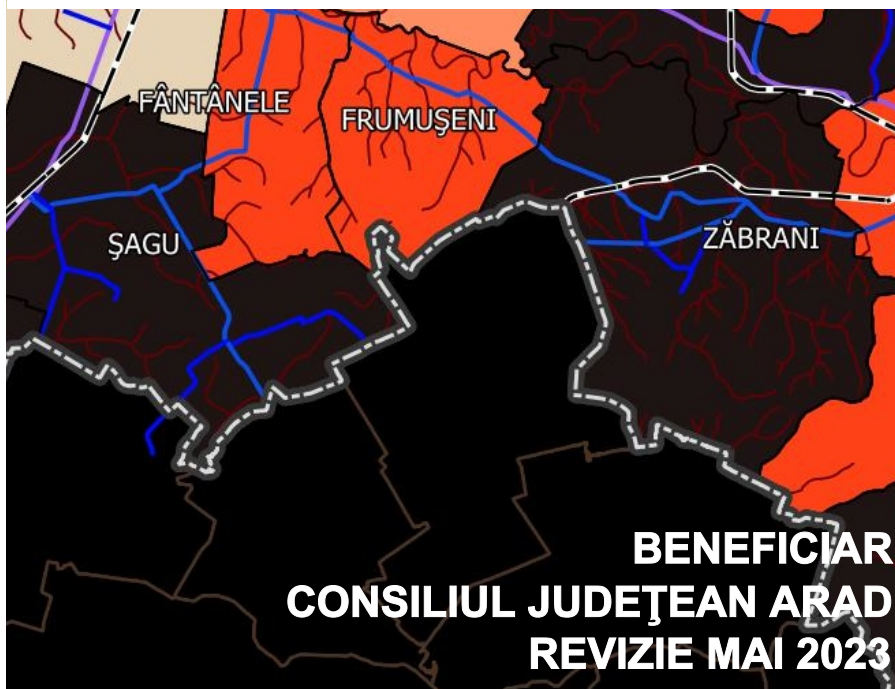 FÂNTÂNELE
FRUMUŞENI
ŞAGU
ZĂBRANI
BENEFICIAR
CONSILIUL JUDEŢEAN ARAD
REVIZIE MAI 2023